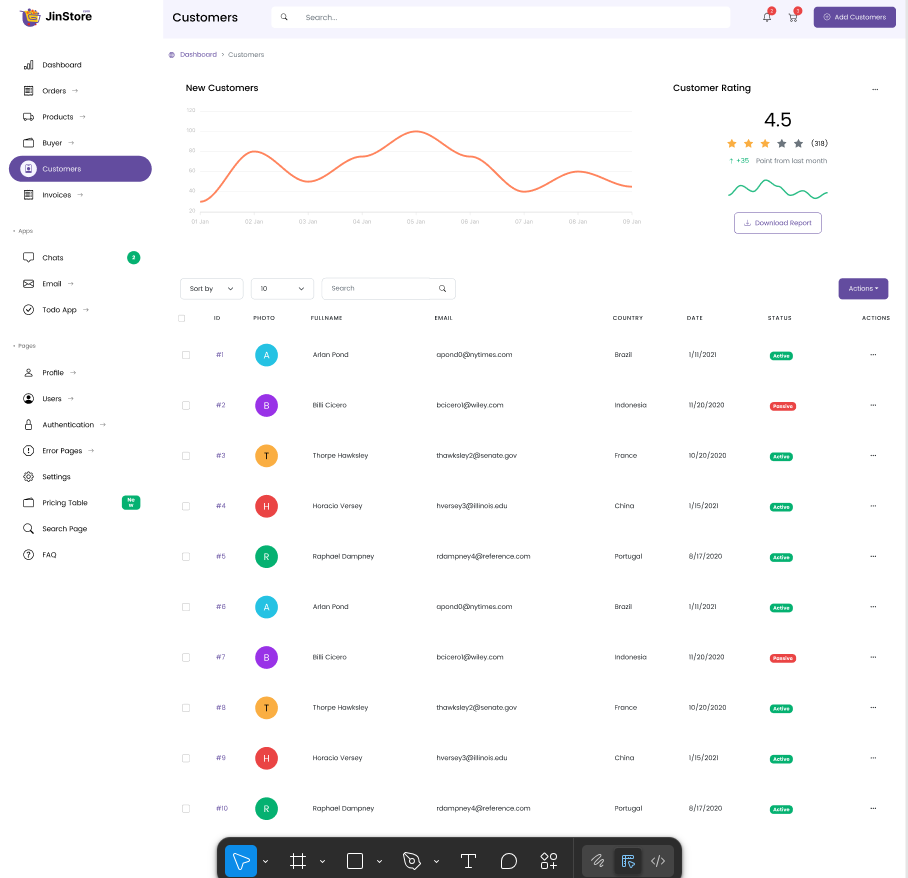 JinStore
Customers
Search...
2
3
Add Customers
Dashboard > Customers
Dashboard
Orders →
Products →
Buyer →
Customers
Invoices →
• Apps
Chats
2
Email →
Todo App →
• Pages
Profile →
Users →
Authentication →
Error Pages →
Settings
Pricing Table
Ne
w
Search Page
FAQ
New Customers
120
100
80
60
40
20
01 Jan 02 Jan 03 Jan 04 Jan 05 Jan 06 Jan 07 Jan 08 Jan 09 Jan
Customer Rating
...
4.5
(318)
↑ +35 Point from last month
Download Report
Sort by
10
Search
Actions
ID PHOTO FULLNAME EMAIL COUNTRY DATE STATUS ACTIONS
#1 A Arlan Pond apond0@nytimes.com Brazil 1/11/2021 Active ...
#2 B Billi Cicero bcicero1@wiley.com Indonesia 11/20/2020 Passive ...
#3 T Thorpe Hawksley thawksley2@senate.gov France 10/20/2020 Active ...
#4 H Horacio Versey hversey3@illinois.edu China 1/15/2021 Active ...
#5 R Raphael Dampney rdampney4@reference.com Portugal 8/17/2020 Active ...
#6 A Arlan Pond apond0@nytimes.com Brazil 1/11/2021 Active ...
#7 B Billi Cicero bcicero1@wiley.com Indonesia 11/20/2020 Passive ...
#8 T Thorpe Hawksley thawksley2@senate.gov France 10/20/2020 Active ...
#9 H Horacio Versey hversey3@illinois.edu China 1/15/2021 Active ...
#10 R Raphael Dampney rdampney4@reference.com Portugal 8/17/2020 Active ...